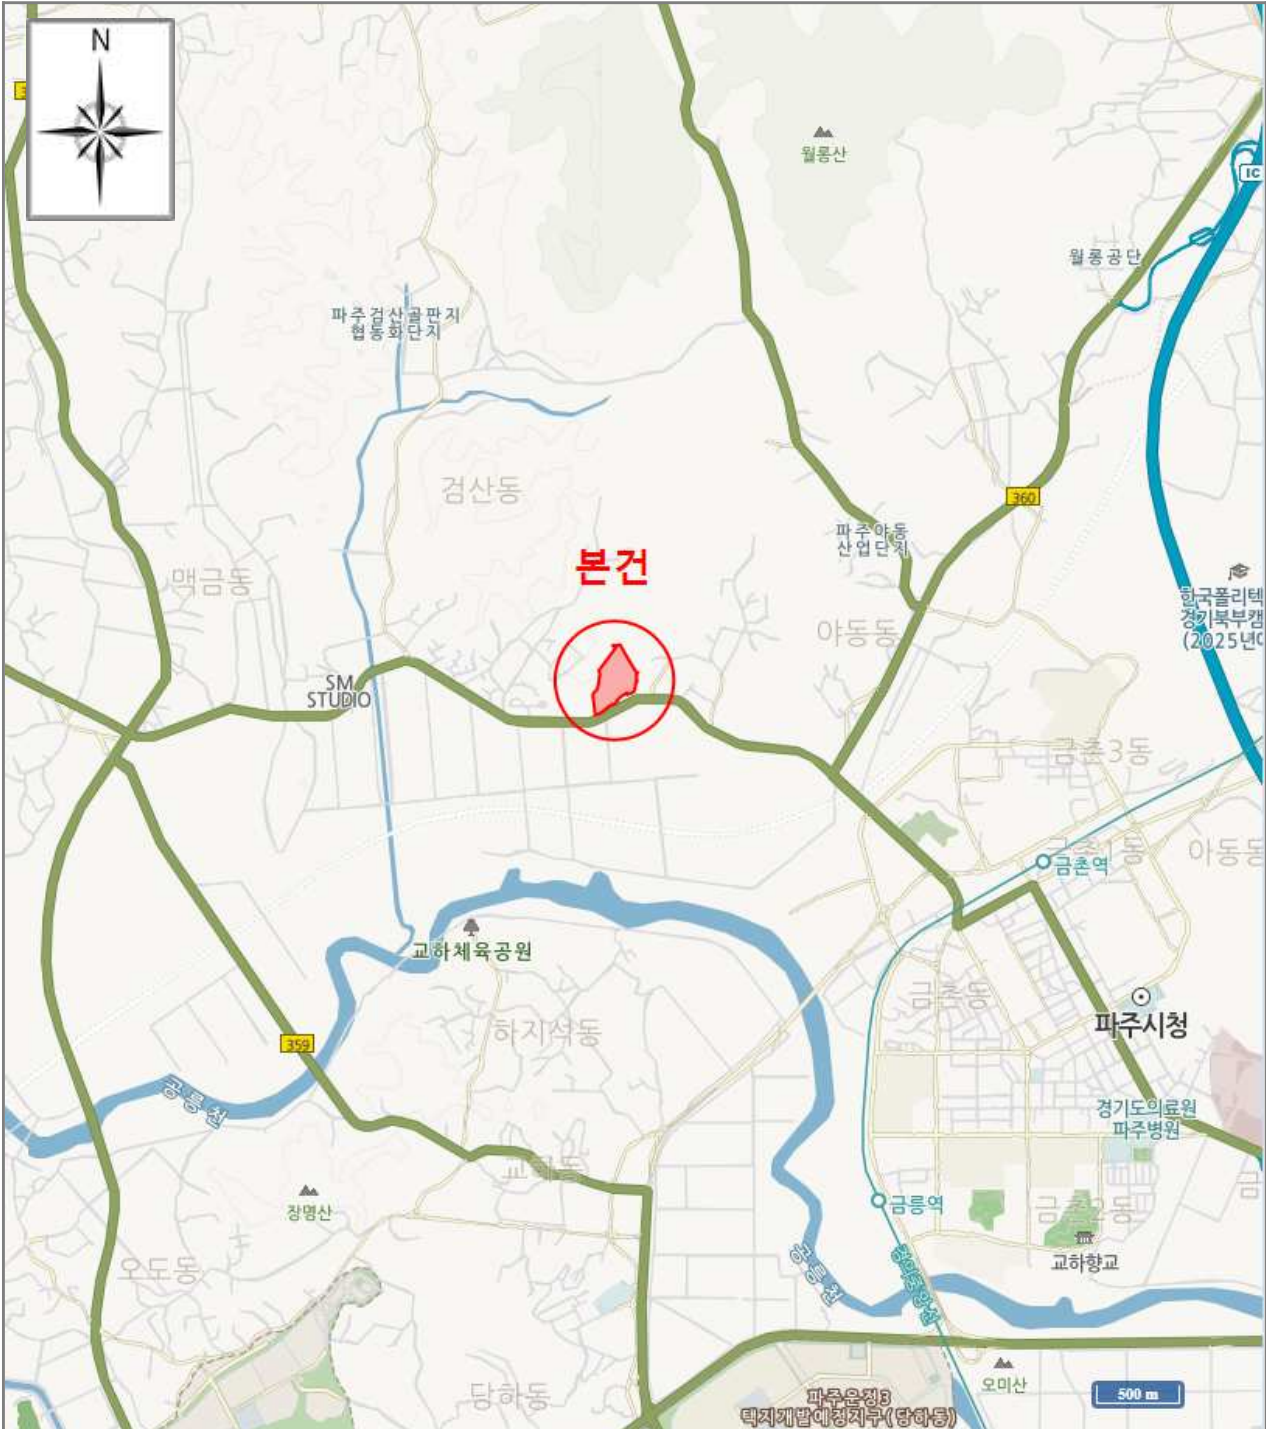 N
IC
월롱산
월롱공단
파주검산골판지
협동화단지
검산동
360
파주야동
산업단지
본건
맥금동
한국폴리텍
경기북부캠
(2025년
야동동
SM
STUDIO
금촌3동
금촌1동
아동동
금촌역
교하체육공원
금촌동
파주시청
하지석동
359
공릉천
경기도의료원
파주병원
교하동
장명산
금릉역
금촌2동
금
교하향교
오도동
공릉천
경의중앙선
오미산
500 m
당하동
파주운정3
택지개발예정지구(당하동)